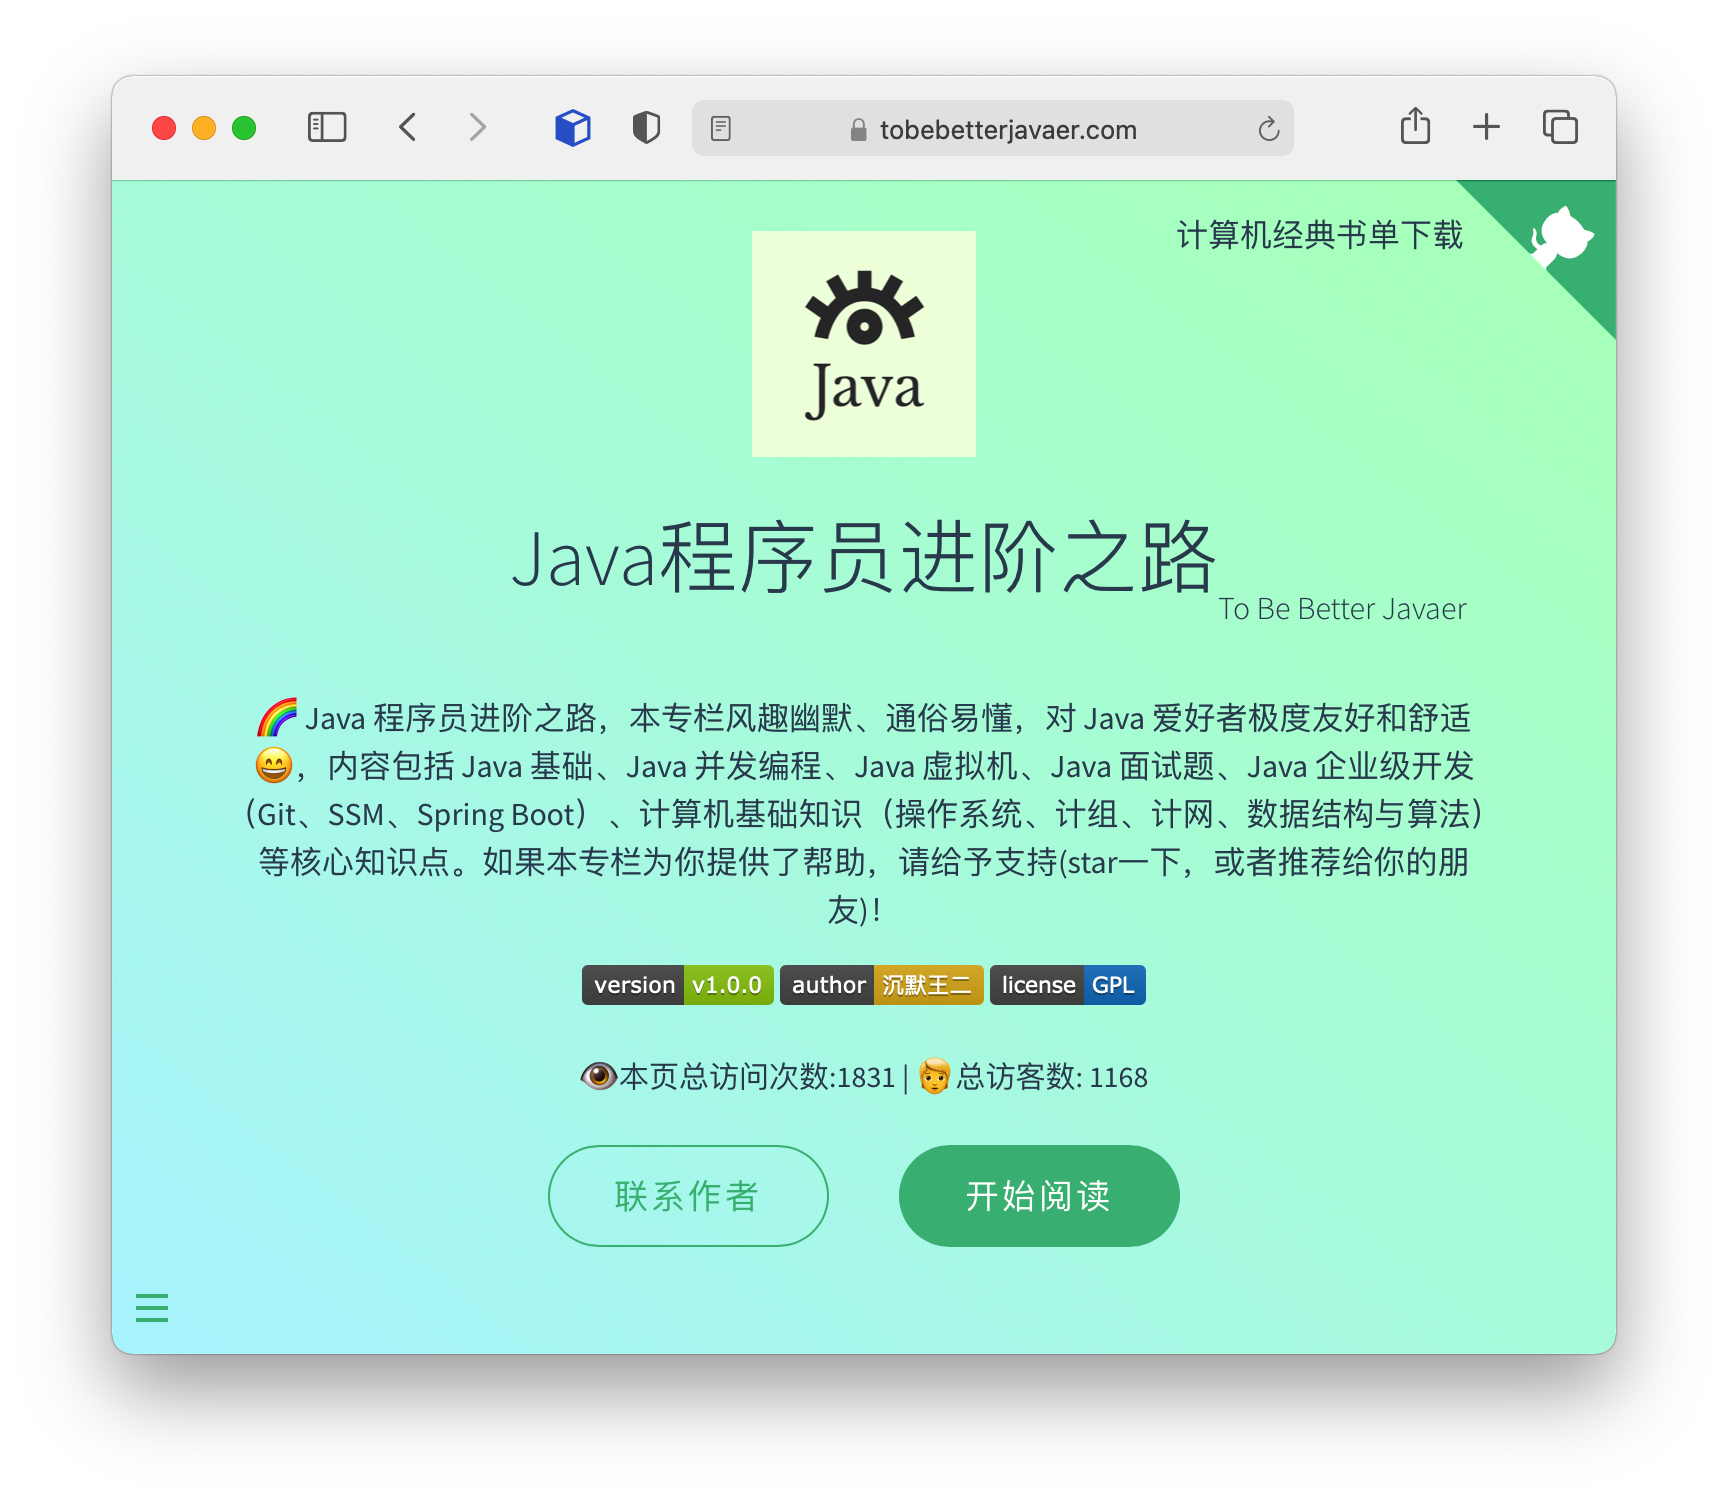 tobebetterjavaer.com
计算机经典书单下载
Java
Java程序员进阶之路
To Be Better Javaer
🌈 Java 程序员进阶之路，本专栏风趣幽默、通俗易懂，对 Java 爱好者极度友好和舒适
😄，内容包括 Java 基础、Java 并发编程、Java 虚拟机、Java 面试题、Java 企业级开发
（Git、SSM、Spring Boot）、计算机基础知识（操作系统、计组、计网、数据结构与算法）
等核心知识点。如果本专栏为你提供了帮助，请给予支持(star一下，或者推荐给你的朋
友)！
version v1.0.0 author 沉默王二 license GPL
👁️本页总访问次数:1831 | 🧑总访客数: 1168
联系作者 开始阅读